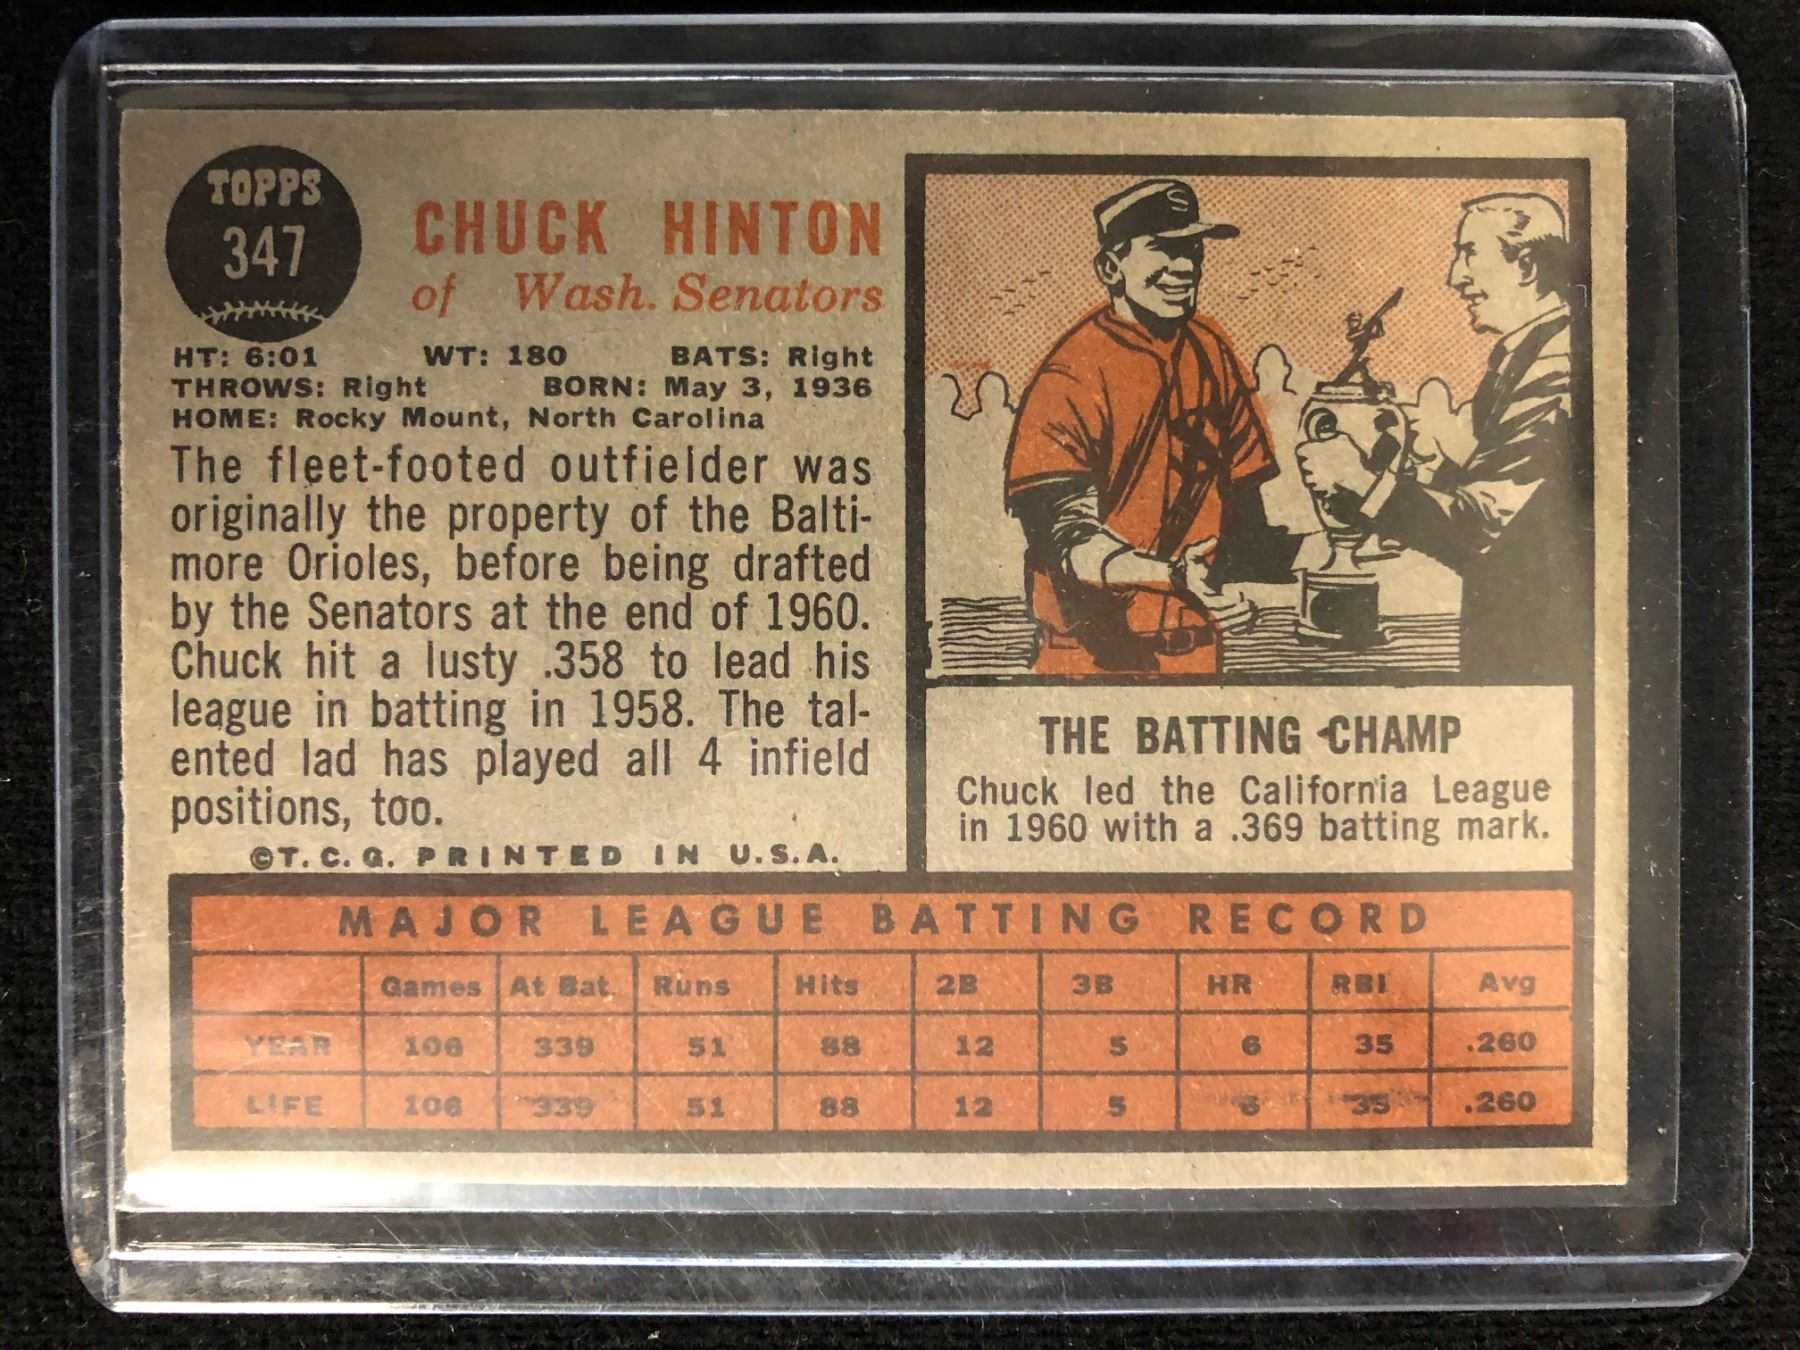 TOPPS
347
CHUCK HINTON
of Wash. Senators
HT: 6:01 WT: 180 BATS: Right
THROWS: Right BORN: May 3, 1936
HOME: Rocky Mount, North Carolina
The fleet-footed outfielder was
originally the property of the Balti-
more Orioles, before being drafted
by the Senators at the end of 1960.
Chuck hit a lusty .358 to lead his
league in batting in 1958. The tal-
ented lad has played all 4 infield
positions, too.
©T.C.G. PRINTED IN U.S.A.
S
S
THE BATTING CHAMP
Chuck led the California League
in 1960 with a .369 batting mark.
MAJOR LEAGUE BATTING RECORD
Games At Bat. Runs Hits 2B 3B HR RBI Avg
YEAR 106 339 51 88 12 5 6 35 .260
LIFE 106 339 51 88 12 5 6 35 .260